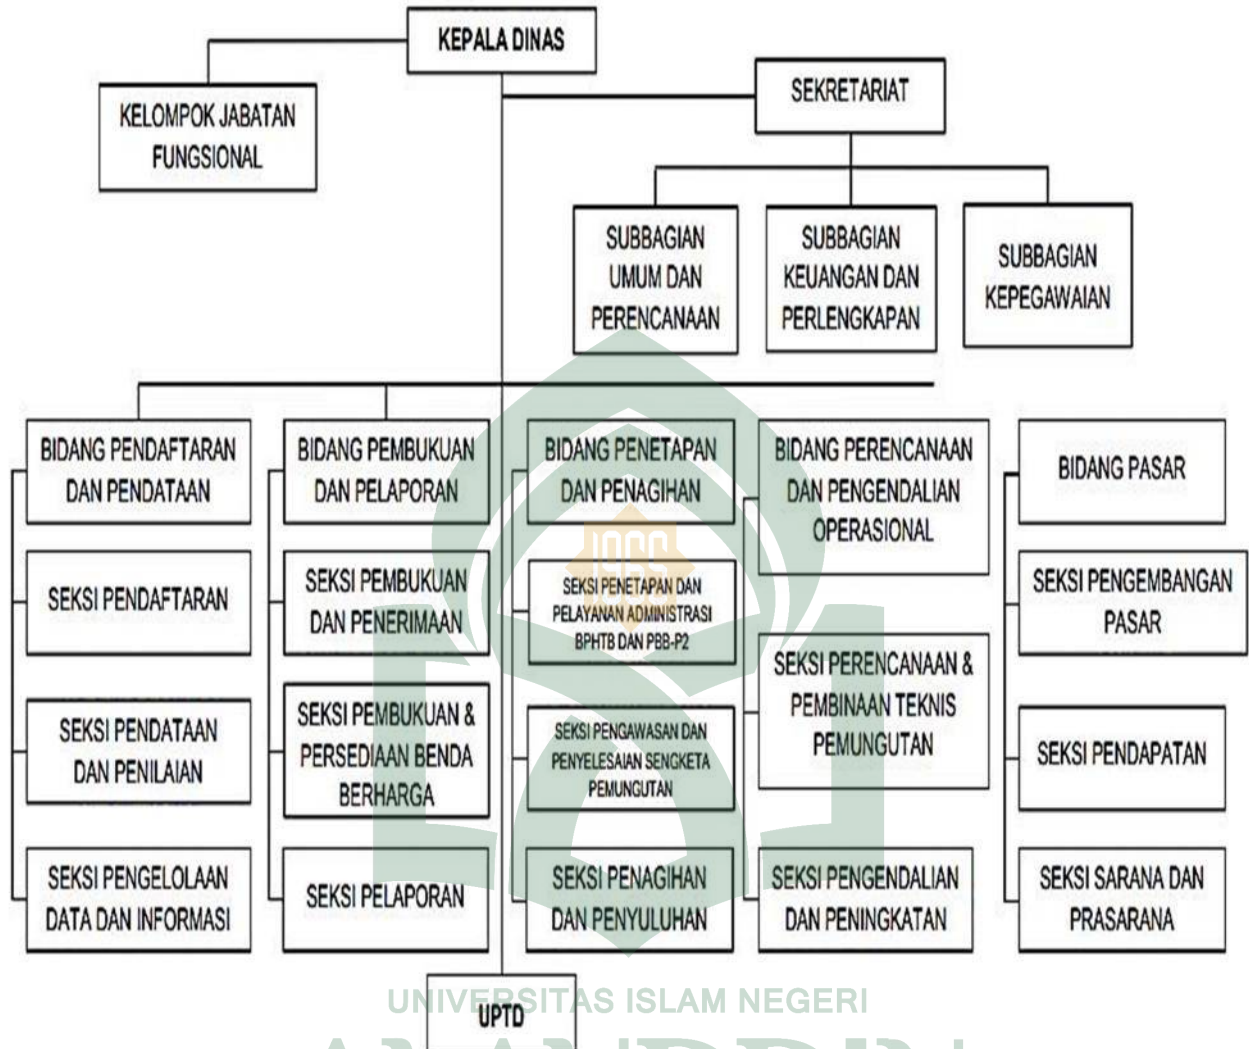 KEPALA DINAS
KELOMPOK JABATAN
FUNGSIONAL
SEKRETARIAT
SUBBAGIAN
UMUM DAN
PERENCANAAN
SUBBAGIAN
KEUANGAN DAN
PERLENGKAPAN
SUBBAGIAN
KEPEGAWAIAN
BIDANG PENDAFTARAN
DAN PENDATAAN
SEKSI PENDAFTARAN
SEKSI PENDATAAN
DAN PENILAIAN
SEKSI PENGELOLAAN
DATA DAN INFORMASI
BIDANG PEMBUKUAN
DAN PELAPORAN
SEKSI PEMBUKUAN
DAN PENERIMAAN
SEKSI PEMBUKUAN &
PERSEDIAAN BENDA
BERHARGA
SEKSI PELAPORAN
BIDANG PENETAPAN
DAN PENAGIHAN
SEKSI PENETAPAN DAN
PELAYANAN ADMINISTRASI
BPHTB DAN PBB-P2
SEKSI PENGAWASAN DAN
PENYELESAIAN SENGKETA
PEMUNGUTAN
SEKSI PENAGIHAN
DAN PENYULUHAN
BIDANG PERENCANAAN
DAN PENGENDALIAN
OPERASIONAL
SEKSI PERENCANAAN &
PEMBINAAN TEKNIS
PEMUNGUTAN
SEKSI PENGENDALIAN
DAN PENINGKATAN
BIDANG PASAR
SEKSI PENGEMBANGAN
PASAR
SEKSI PENDAPATAN
SEKSI SARANA DAN
PRASARANA
1965
UPTD
UNIVERSITAS ISLAM NEGERI